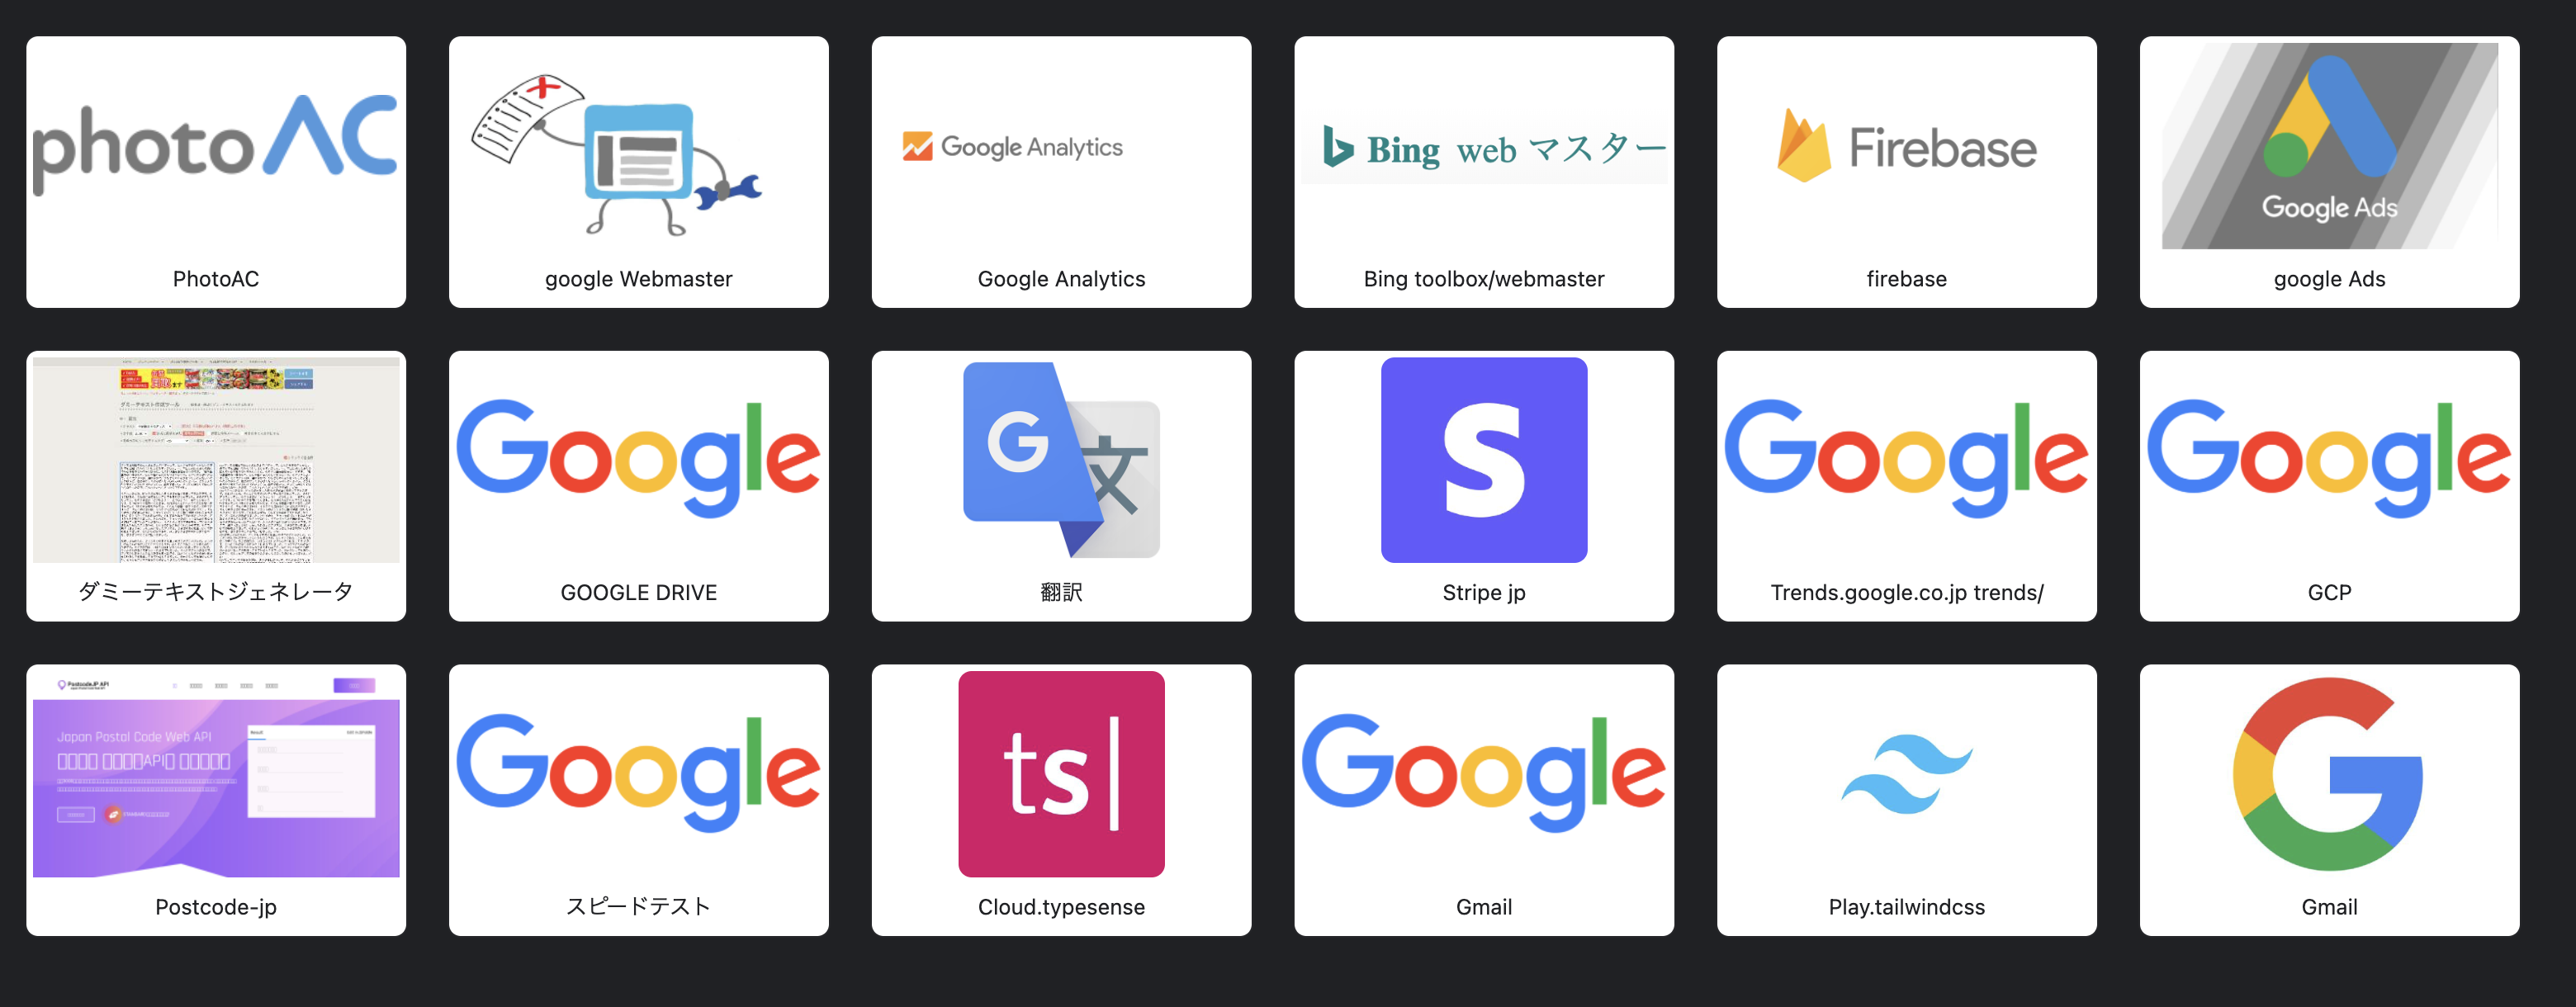 photoAC
PhotoAC
google Webmaster
Google Analytics
Google Analytics
Bing web マスター
Bing toolbox/webmaster
Firebase
firebase
Google Ads
google Ads
ダミーテキストジェネレータ
Google
GOOGLE DRIVE
G 文
翻訳
S
Stripe jp
Google
Trends.google.co.jp trends/
Google
GCP
PostcodeJP API
Japan Postal Code Web API
Postcode-jp
Google
スピードテスト
ts|
Cloud.typesense
Google
Gmail
Play.tailwindcss
G
Gmail